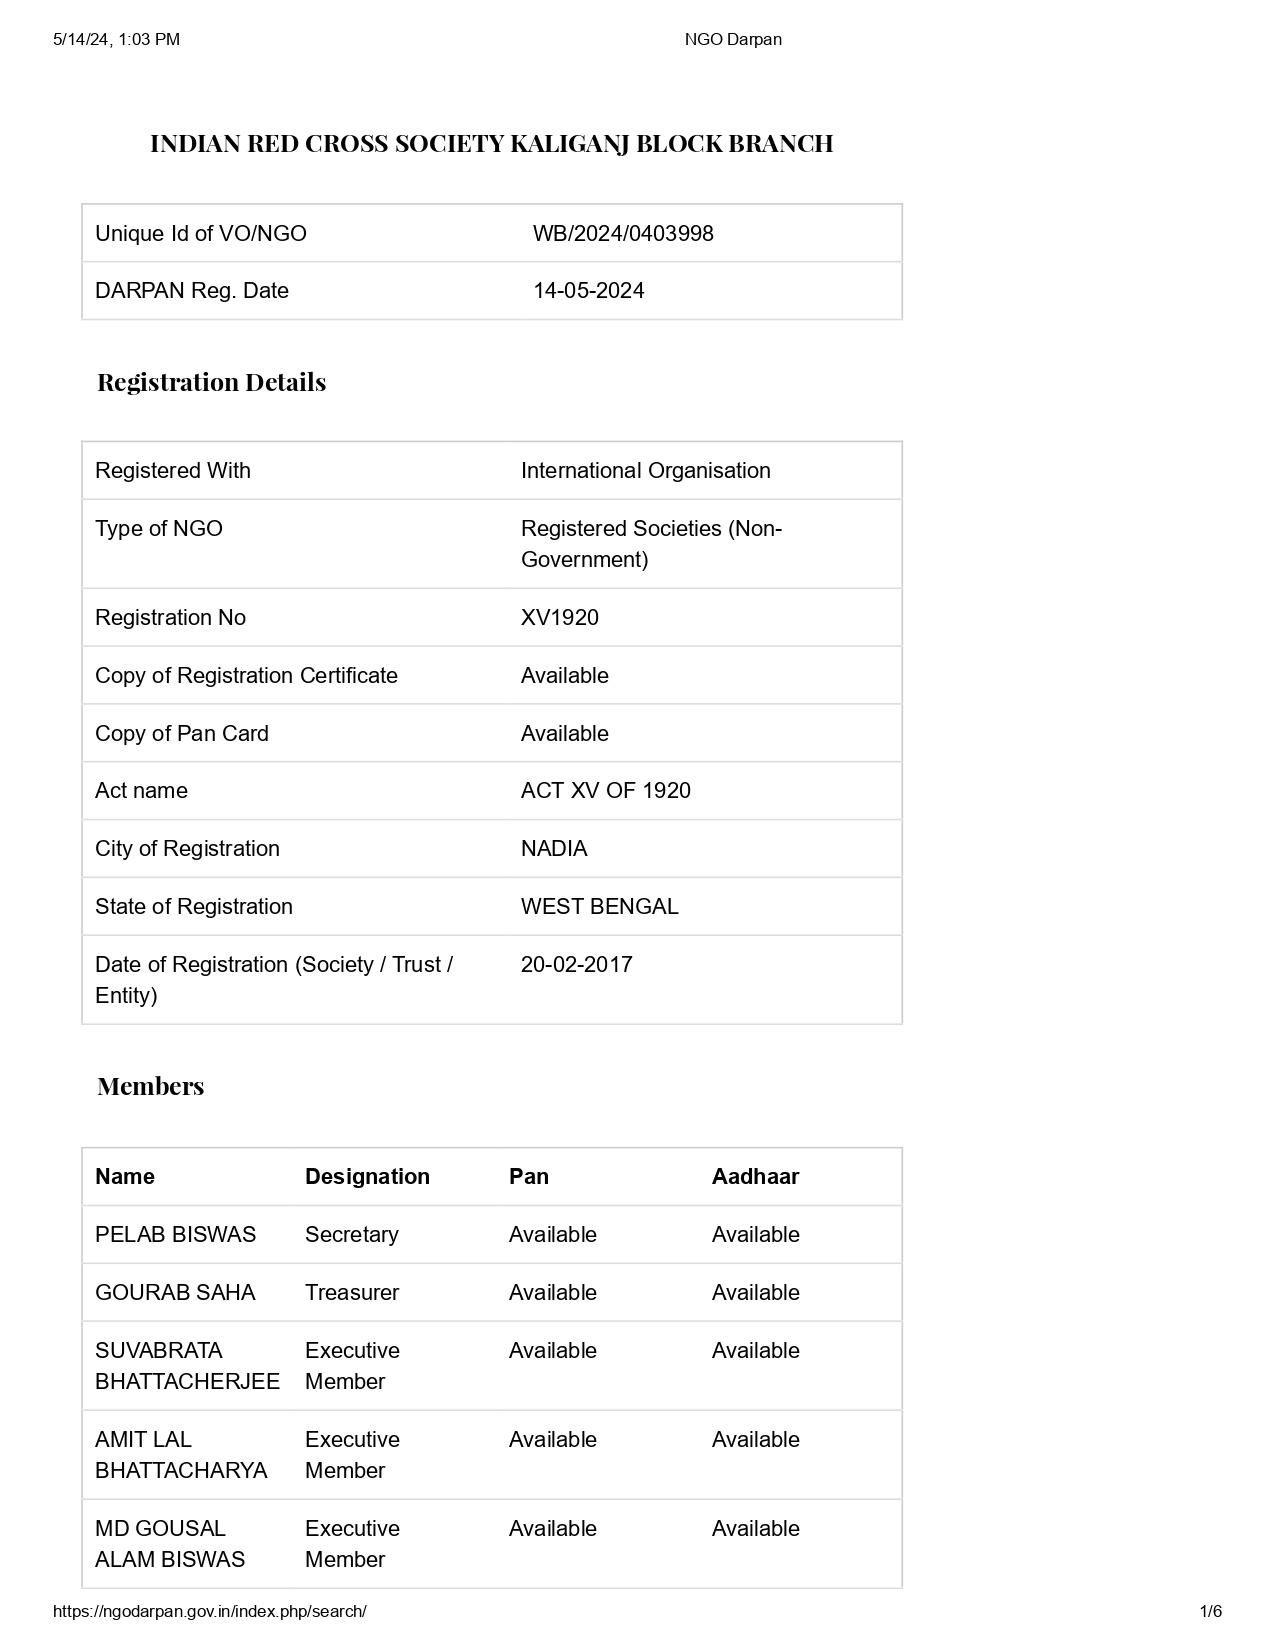 5/14/24, 1:03 PM NGO Darpan
INDIAN RED CROSS SOCIETY KALIGANJ BLOCK BRANCH
Unique Id of VO/NGO WB/2024/0403998
DARPAN Reg. Date 14-05-2024
Registration Details
Registered With International Organisation
Type of NGO Registered Societies (Non-
Government)
Registration No XV1920
Copy of Registration Certificate Available
Copy of Pan Card Available
Act name ACT XV OF 1920
City of Registration NADIA
State of Registration WEST BENGAL
Date of Registration (Society / Trust / 20-02-2017
Entity)
Members
Name Designation Pan Aadhaar
PELAB BISWAS Secretary Available Available
GOURAB SAHA Treasurer Available Available
SUVABRATA Executive Available Available
BHATTACHERJEE Member
AMIT LAL Executive Available Available
BHATTACHARYA Member
MD GOUSAL Executive Available Available
ALAM BISWAS Member
https://ngodarpan.gov.in/index.php/search/ 1/6